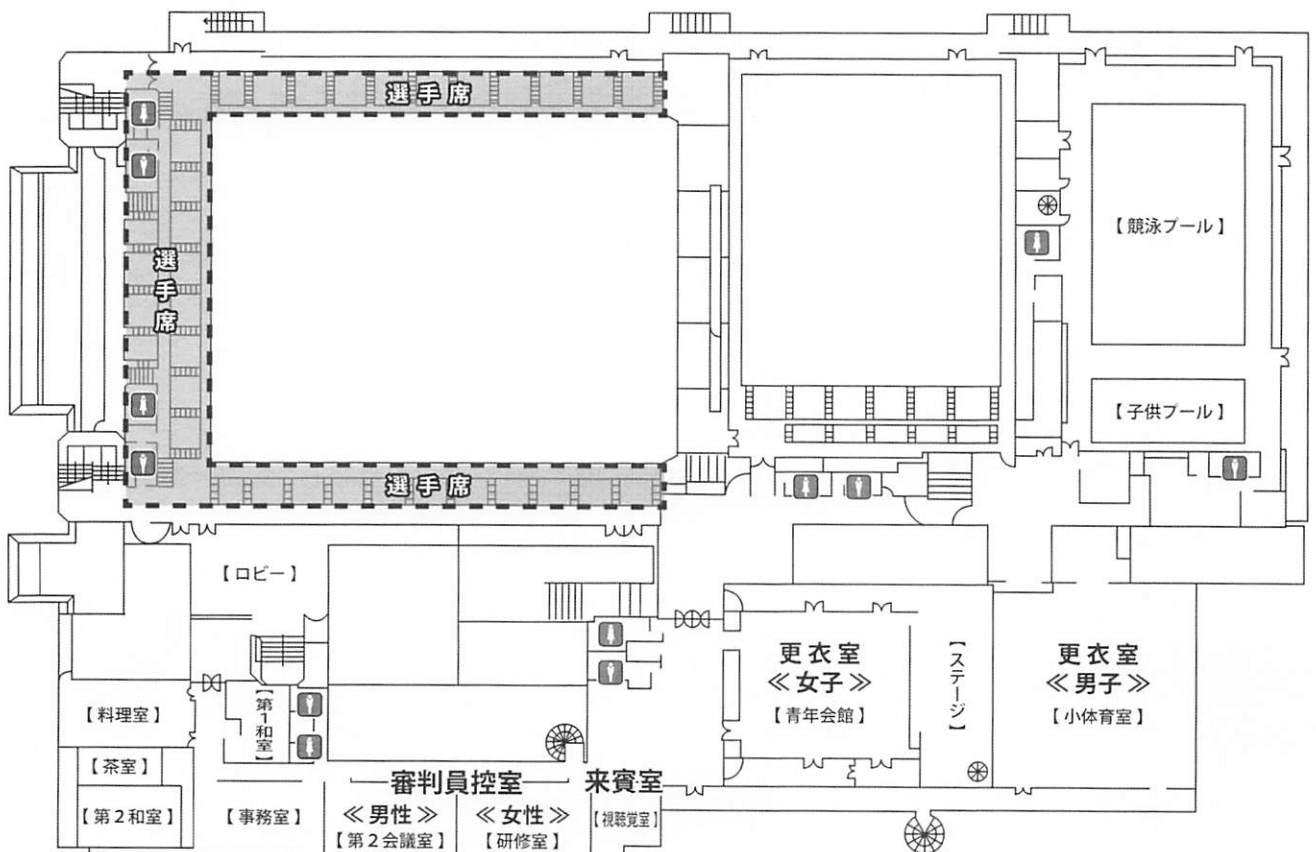 選手席
選手席
選手席
【競泳プール】
【子供プール】
【ロビー】
更衣室
≪女子≫
【青年会館】
【ステージ】
更衣室
≪男子≫
【小体育室】
【料理室】
【第1和室】
【茶室】
【第2和室】
【事務室】
審判員控室
≪男性≫
【第2会議室】
≪女性≫
【研修室】
来賓室
【視聴覚室】